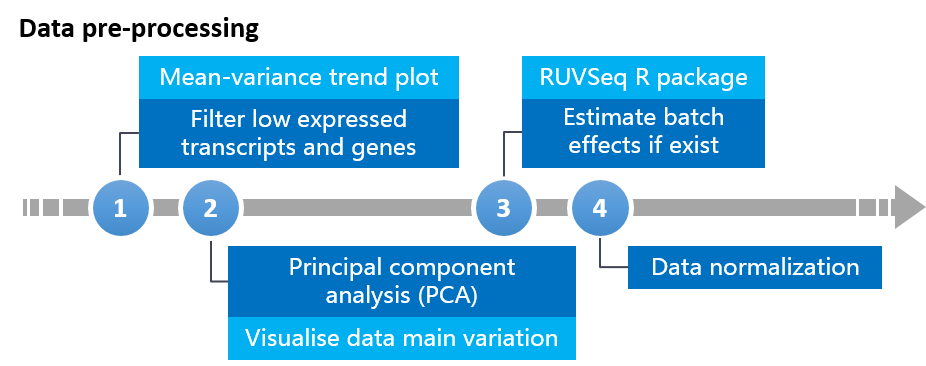 Data pre-processing
Mean-variance trend plot
Filter low expressed
transcripts and genes
RUVSeq R package
Estimate batch
effects if exist
1
2
3
4
Principal component
analysis (PCA)
Visualise data main variation
Data normalization